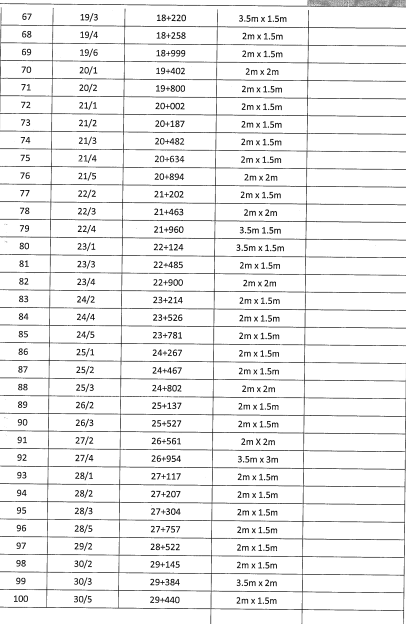 67 19/3 18+220 3.5m x 1.5m
68 19/4 18+258 2m x 1.5m
69 19/6 18+999 2m x 1.5m
70 20/1 19+402 2m x 2m
71 20/2 19+800 2m x 1.5m
72 21/1 20+002 2m x 1.5m
73 21/2 20+187 2m x 1.5m
74 21/3 20+482 2m x 1.5m
75 21/4 20+634 2m x 1.5m
76 21/5 20+894 2m x 2m
77 22/2 21+202 2m x 1.5m
78 22/3 21+463 2m x 2m
79 22/4 21+960 3.5m 1.5m
80 23/1 22+124 3.5m x 1.5m
81 23/3 22+485 2m x 1.5m
82 23/4 22+900 2m x 2m
83 24/2 23+214 2m x 1.5m
84 24/4 23+526 2m x 1.5m
85 24/5 23+781 2m x 1.5m
86 25/1 24+267 2m x 1.5m
87 25/2 24+467 2m x 1.5m
88 25/3 24+802 2m x 2m
89 26/2 25+137 2m x 1.5m
90 26/3 25+527 2m x 1.5m
91 27/2 26+561 2m X 2m
92 27/4 26+954 3.5m x 3m
93 28/1 27+117 2m x 1.5m
94 28/2 27+207 2m x 1.5m
95 28/3 27+304 2m x 1.5m
96 28/5 27+757 2m x 1.5m
97 29/2 28+522 2m x 1.5m
98 30/2 29+145 2m x 1.5m
99 30/3 29+384 3.5m x 2m
100 30/5 29+440 2m x 1.5m